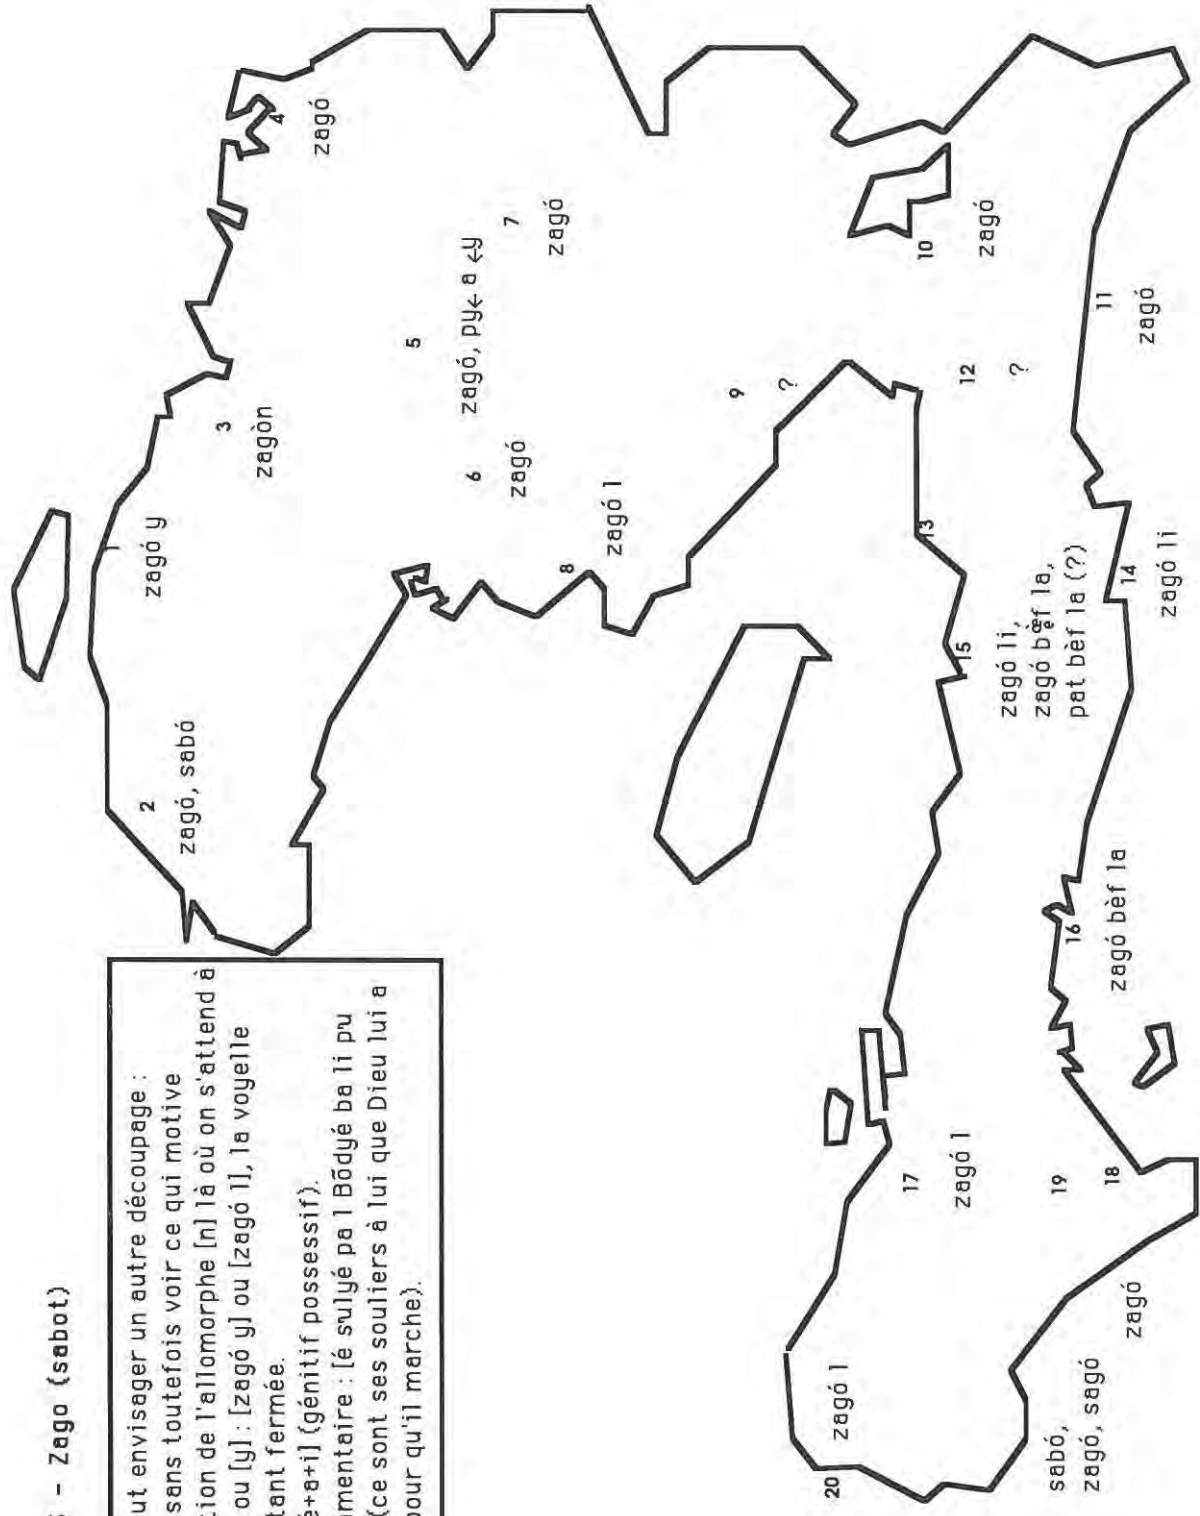 - Zago (sabot)
ut envisager un autre découpage :
sans toutefois voir ce qui motive
ion de l'allomorphe [n] là où on s'attend à
ou [y] : [zagó y] ou [zagó l], la voyelle
tant fermée.
+a+i] (génitif possessif).
mentaire : [é sulyé pa l Bõdyé ba li pu
(ce sont ses souliers à lui que Dieu lui a
pour qu'il marche).
1
zagó y
2
zagó, sabó
3
zagòn
4
zagó
5
zagó, py← a ←y
6
zagó
7
zagó
8
zagó l
9
?
10
zagó
11
zagó
12
?
13
15
zagó li,
zagó bœf la,
pat bèf la (?)
14
zagó li
16
zagó bèf la
17
zagó l
19
18
zagó
20
zagó l
sabó,
zagó, sagó